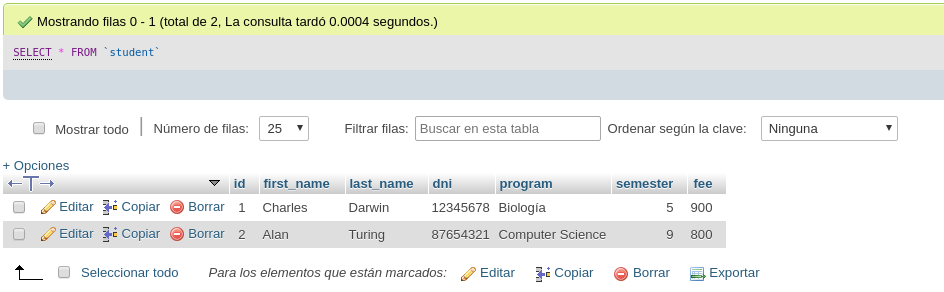 Mostrando filas 0 - 1 (total de 2, La consulta tardó 0.0004 segundos.)
SELECT * FROM `student`
Mostrar todo Número de filas: 25 Filtrar filas: Buscar en esta tabla Ordenar según la clave: Ninguna
+ Opciones
id first_name last_name dni program semester fee
Editar Copiar Borrar 1 Charles Darwin 12345678 Biología 5 900
Editar Copiar Borrar 2 Alan Turing 87654321 Computer Science 9 800
Seleccionar todo Para los elementos que están marcados: Editar Copiar Borrar Exportar